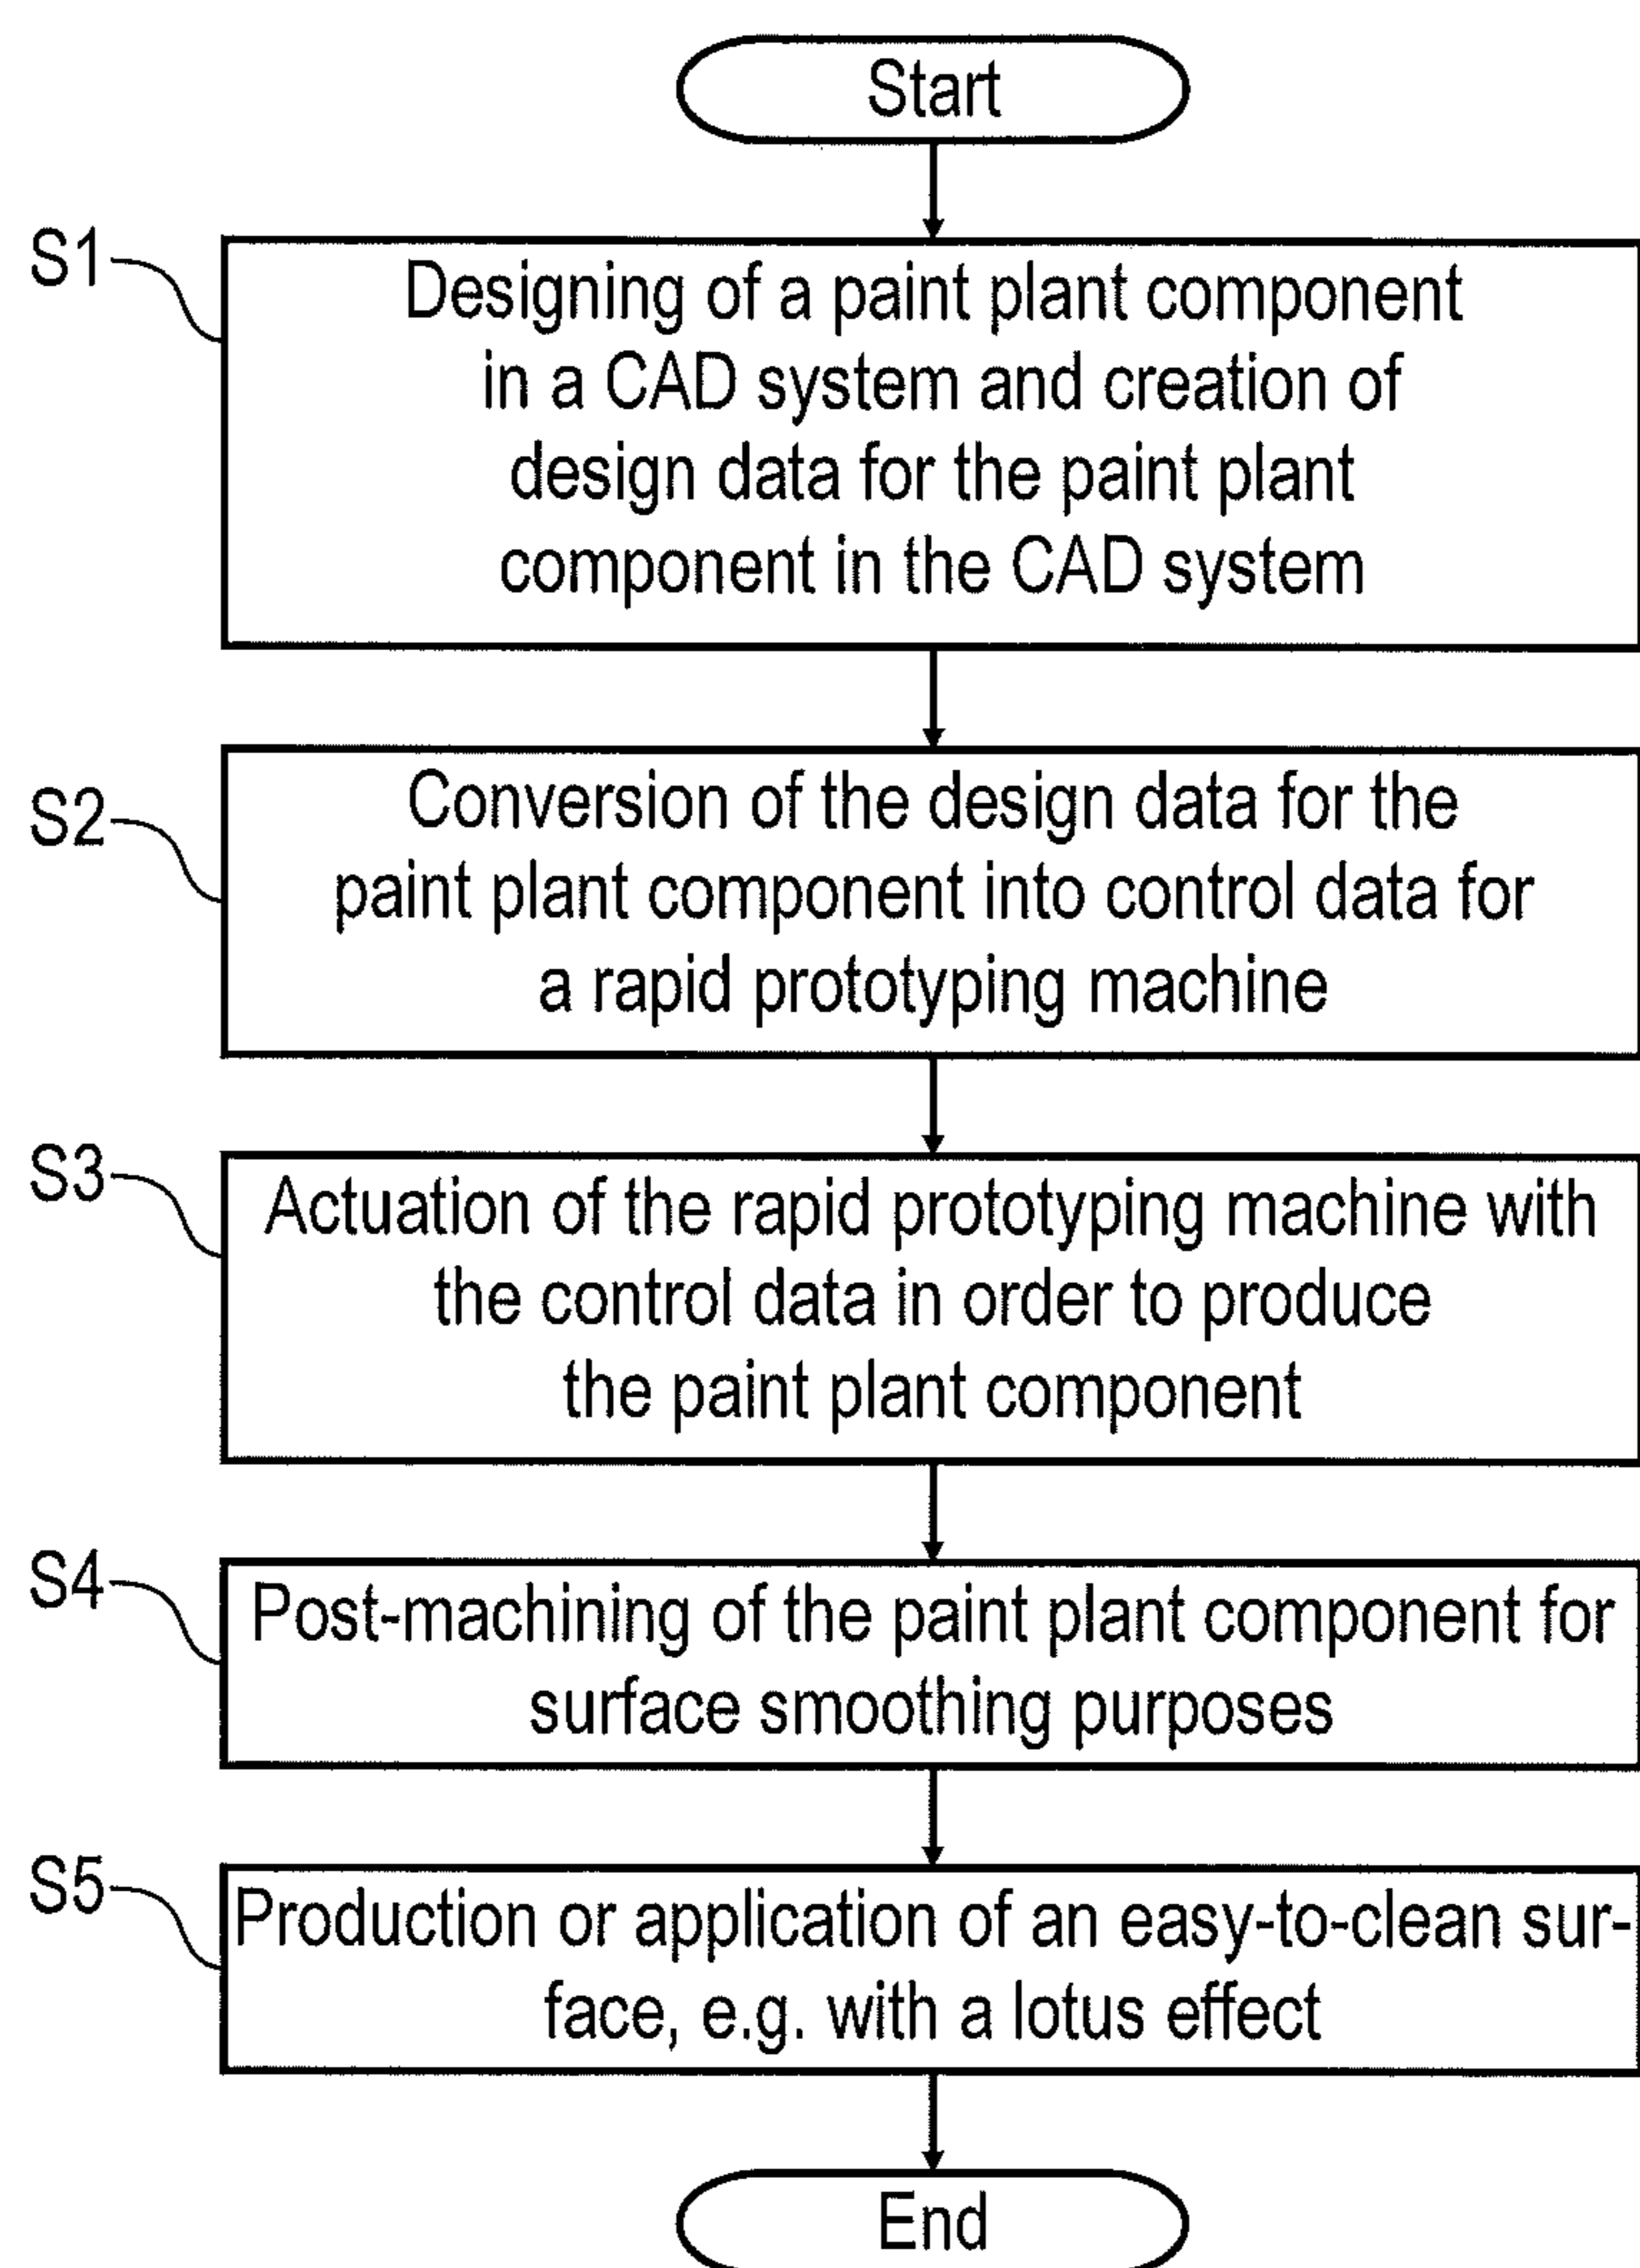 Start
S1
Designing of a paint plant component
in a CAD system and creation of
design data for the paint plant
component in the CAD system
S2
Conversion of the design data for the
paint plant component into control data for
a rapid prototyping machine
S3
Actuation of the rapid prototyping machine with
the control data in order to produce
the paint plant component
S4
Post-machining of the paint plant component for
surface smoothing purposes
S5
Production or application of an easy-to-clean sur-
face, e.g. with a lotus effect
End